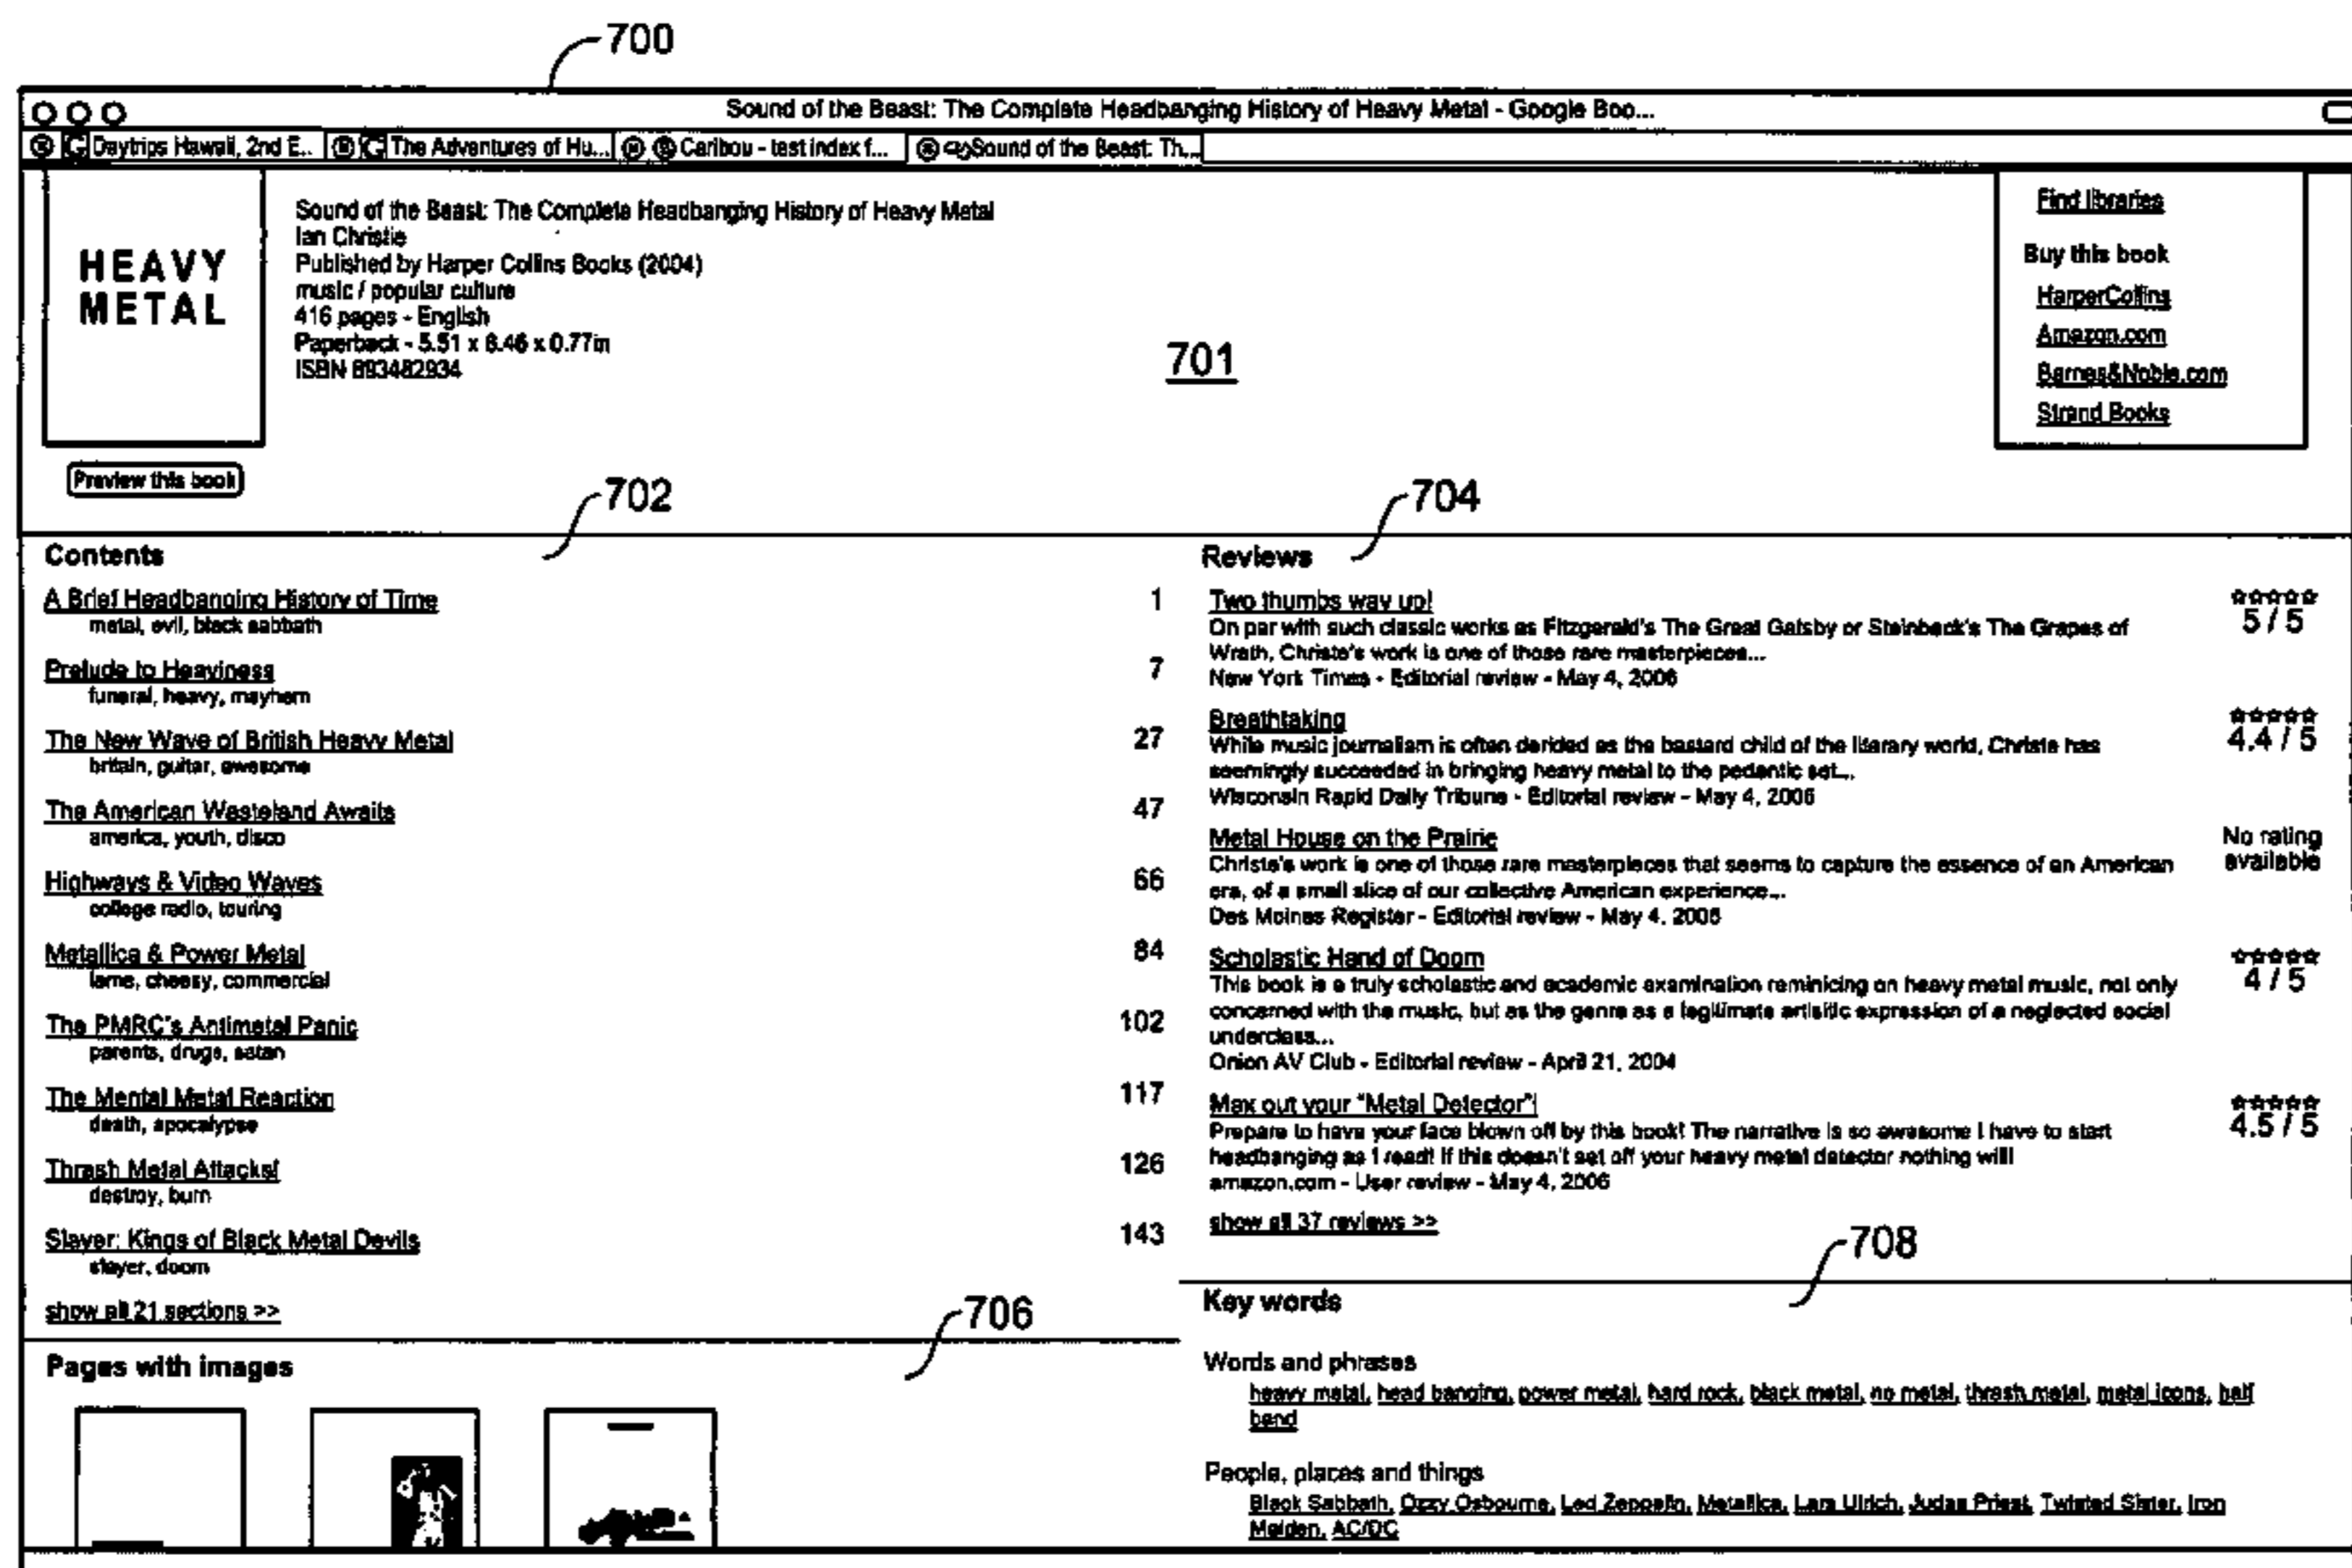 700
Sound of the Beast: The Complete Headbanging History of Heavy Metal - Google Boo...
Daytrips Hawaii, 2nd E.. The Adventures of Hu... Caribou - test index f... Sound of the Beast: Th...
HEAVY
METAL
Preview this book
Sound of the Beast: The Complete Headbanging History of Heavy Metal
Ian Christie
Published by Harper Collins Books (2004)
music / popular culture
416 pages - English
Paperback - 5.51 x 8.46 x 0.77in
ISBN 893482934
701
Find libraries
Buy this book
HarperCollins
Amazon.com
Barnes&Noble.com
Strand Books
702
Contents
A Brief Headbanging History of Time 1
metal, evil, black sabbath
Prelude to Heaviness 7
funeral, heavy, mayhem
The New Wave of British Heavy Metal 27
britain, guitar, awesome
The American Wasteland Awaits 47
america, youth, disco
Highways & Video Waves 66
college radio, touring
Metallica & Power Metal 84
lame, cheesy, commercial
The PMRC's Antimetal Panic 102
parents, drugs, satan
The Mental Metal Reaction 117
death, apocalypse
Thrash Metal Attacks! 126
destroy, burn
Slayer: Kings of Black Metal Devils 143
slayer, doom
show all 21 sections >>
704
Reviews
Two thumbs way up!
5 / 5
On par with such classic works as Fitzgerald's The Great Gatsby or Steinbeck's The Grapes of
Wrath, Christe's work is one of those rare masterpieces...
New York Times - Editorial review - May 4, 2006
Breathtaking
4.4 / 5
While music journalism is often derided as the bastard child of the literary world, Christe has
seemingly succeeded in bringing heavy metal to the pedantic set...
Wisconsin Rapid Daily Tribune - Editorial review - May 4, 2006
Metal House on the Prairie
No rating
available
Christe's work is one of those rare masterpieces that seems to capture the essence of an American
era, of a small slice of our collective American experience...
Des Moines Register - Editorial review - May 4, 2006
Scholastic Hand of Doom
4 / 5
This book is a truly scholastic and academic examination reminicing on heavy metal music, not only
concerned with the music, but as the genre as a legitimate artisitic expression of a neglected social
underclass...
Onion AV Club - Editorial review - April 21, 2004
Max out your "Metal Detector"!
4.5 / 5
Prepare to have your face blown off by this book! The narrative is so awesome I have to start
headbanging as I read! If this doesn't set off your heavy metal detector nothing will!
amazon.com - User review - May 4, 2006
show all 37 reviews >>
706
Pages with images
708
Key words
Words and phrases
heavy metal, head banging, power metal, hard rock, black metal, nu metal, thrash metal, metal icons, half
band
People, places and things
Black Sabbath, Ozzy Osbourne, Led Zeppelin, Metallica, Lars Ulrich, Judas Priest, Twisted Sister, Iron
Maiden, AC/DC